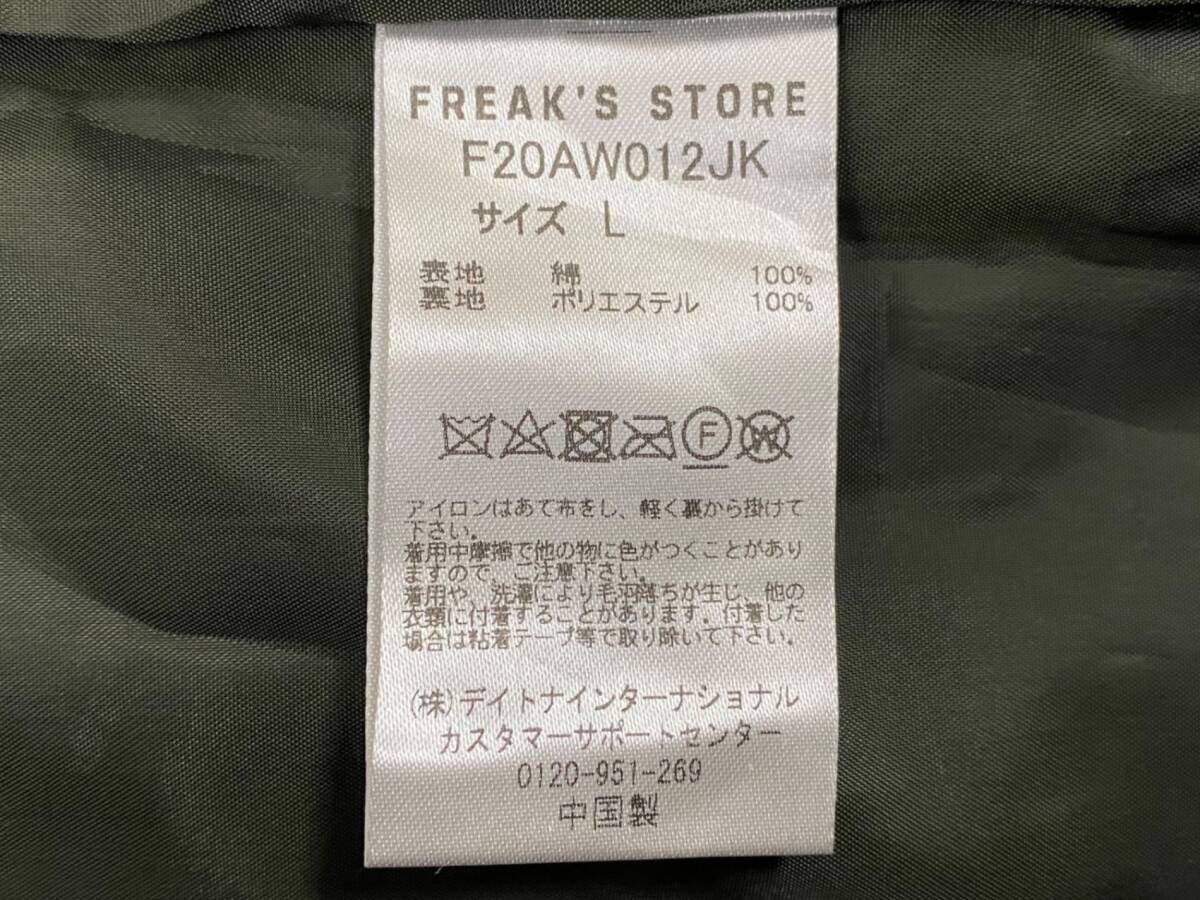 FREAK'S STORE
F20AW012JK
サイズ L
表地 綿 100%
裏地 ポリエステル 100%
F
W
アイロンはあて布をし、軽く裏から掛けて
下さい。
着用中摩擦で他の物に色がつくことがあり
ますので、ご注意下さい。
着用や、洗濯により毛羽落ちが生じ、他の
衣類に付着することがあります。付着した
場合は粘着テープ等で取り除いて下さい。
(株)デイトナインターナショナル
カスタマーサポートセンター
0120-951-269
中国製